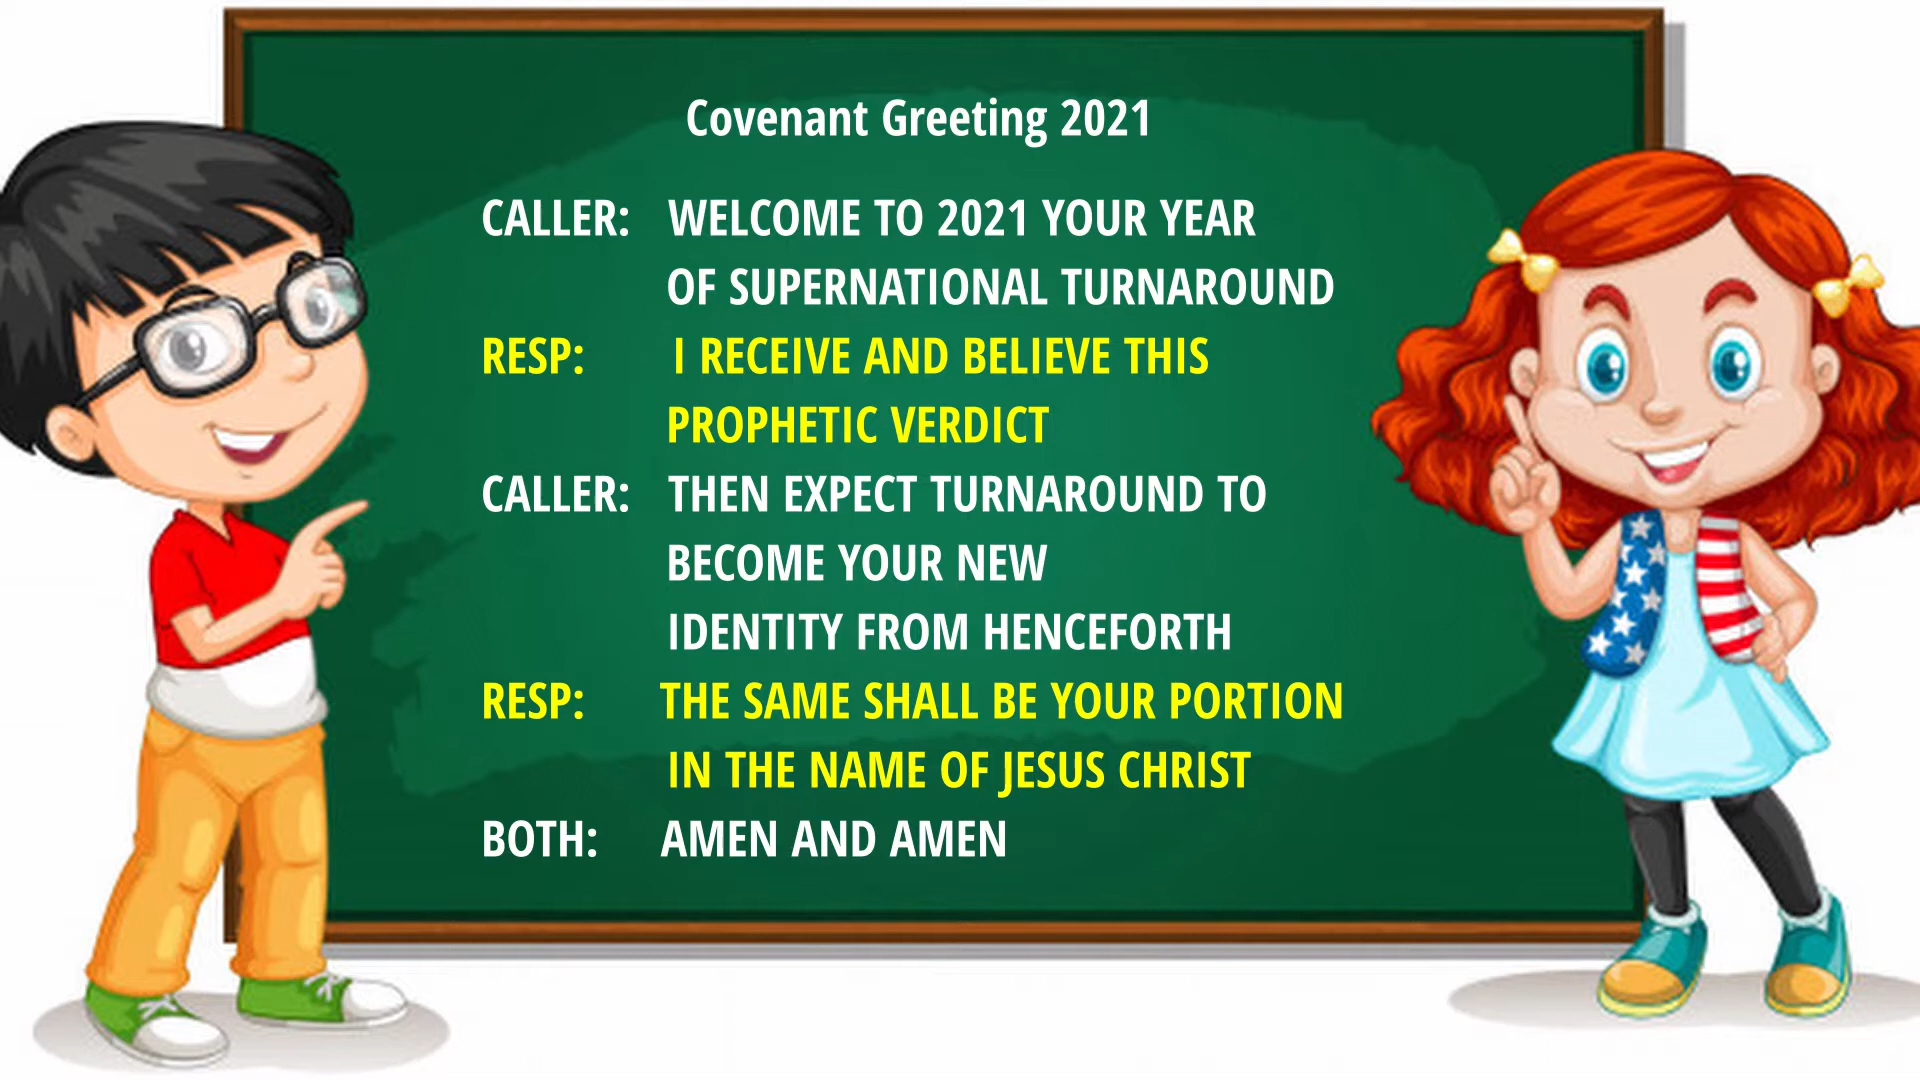 Covenant Greeting 2021
CALLER: WELCOME TO 2021 YOUR YEAR
OF SUPERNATIONAL TURNAROUND
RESP: I RECEIVE AND BELIEVE THIS
PROPHETIC VERDICT
CALLER: THEN EXPECT TURNAROUND TO
BECOME YOUR NEW
IDENTITY FROM HENCEFORTH
RESP: THE SAME SHALL BE YOUR PORTION
IN THE NAME OF JESUS CHRIST
BOTH: AMEN AND AMEN